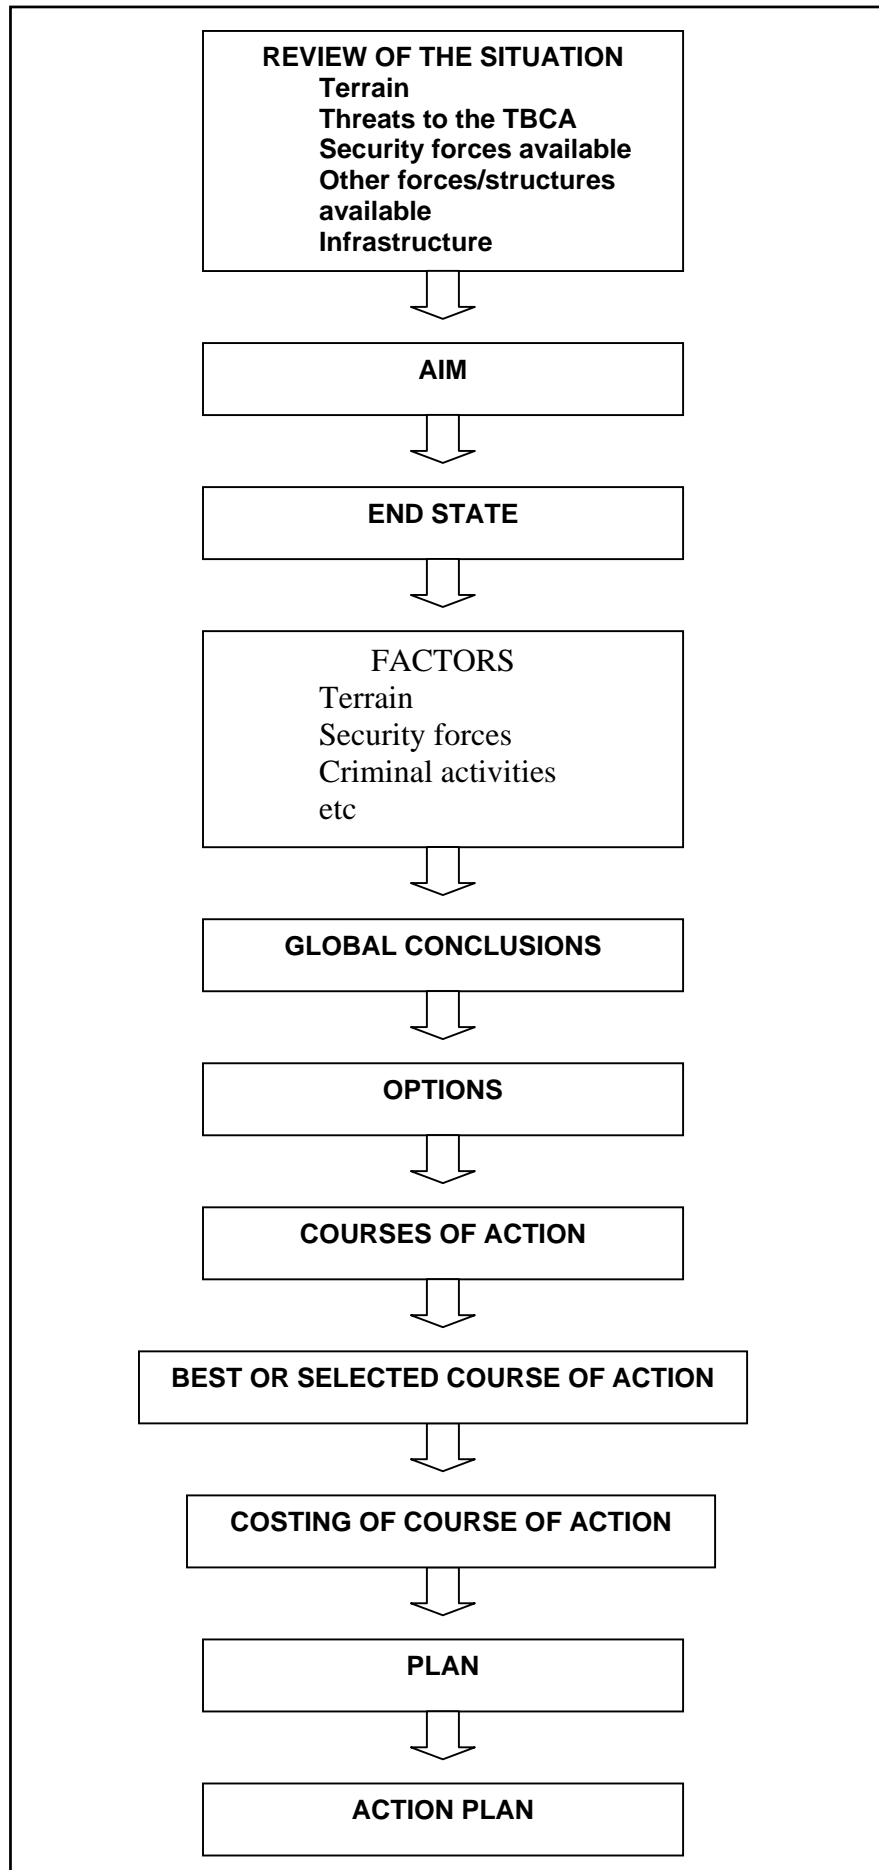 REVIEW OF THE SITUATION
Terrain
Threats to the TBCA
Security forces available
Other forces/structures
available
Infrastructure
AIM
END STATE
FACTORS
Terrain
Security forces
Criminal activities
etc
GLOBAL CONCLUSIONS
OPTIONS
COURSES OF ACTION
BEST OR SELECTED COURSE OF ACTION
COSTING OF COURSE OF ACTION
PLAN
ACTION PLAN